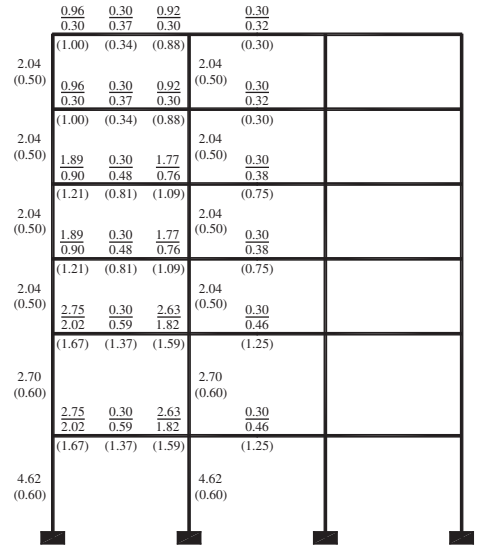 0.96 0.30 0.92 0.30
0.30 0.37 0.30 0.32
(1.00) (0.34) (0.88) (0.30)
2.04 2.04
(0.50) (0.50)
0.96 0.30 0.92 0.30
0.30 0.37 0.30 0.32
(1.00) (0.34) (0.88) (0.30)
2.04 2.04
(0.50) (0.50)
1.89 0.30 1.77 0.30
0.90 0.48 0.76 0.38
(1.21) (0.81) (1.09) (0.75)
2.04 2.04
(0.50) (0.50)
1.89 0.30 1.77 0.30
0.90 0.48 0.76 0.38
(1.21) (0.81) (1.09) (0.75)
2.04 2.04
(0.50) (0.50)
2.75 0.30 2.63 0.30
2.02 0.59 1.82 0.46
(1.67) (1.37) (1.59) (1.25)
2.70 2.70
(0.60) (0.60)
2.75 0.30 2.63 0.30
2.02 0.59 1.82 0.46
(1.67) (1.37) (1.59) (1.25)
4.62 4.62
(0.60) (0.60)